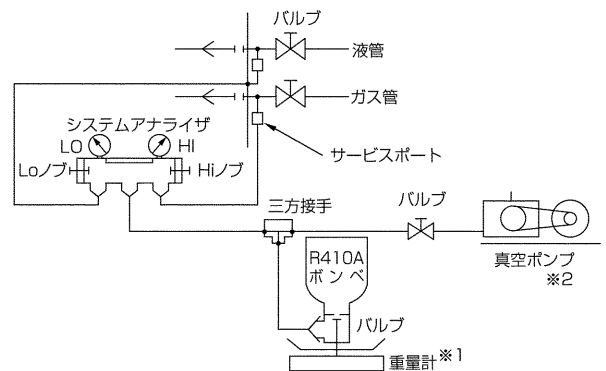 バルブ
液管
ガス管
システムアナライザ
LO
HI
Loノブ
Hiノブ
サービスポート
三方接手
バルブ
R410A
ボンベ
真空ポンプ
※2
バルブ
重量計※1